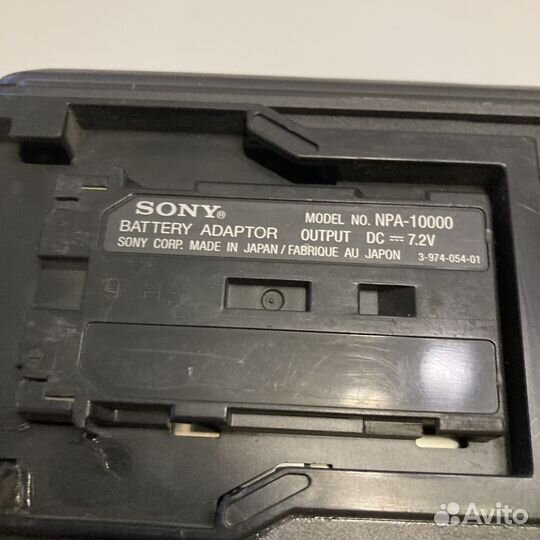 SONY®
BATTERY ADAPTOR
MODEL NO. NPA-10000
OUTPUT DC ⎓ 7.2V
SONY CORP. MADE IN JAPAN / FABRIQUE AU JAPON 3-974-054-01
9 H
Avito